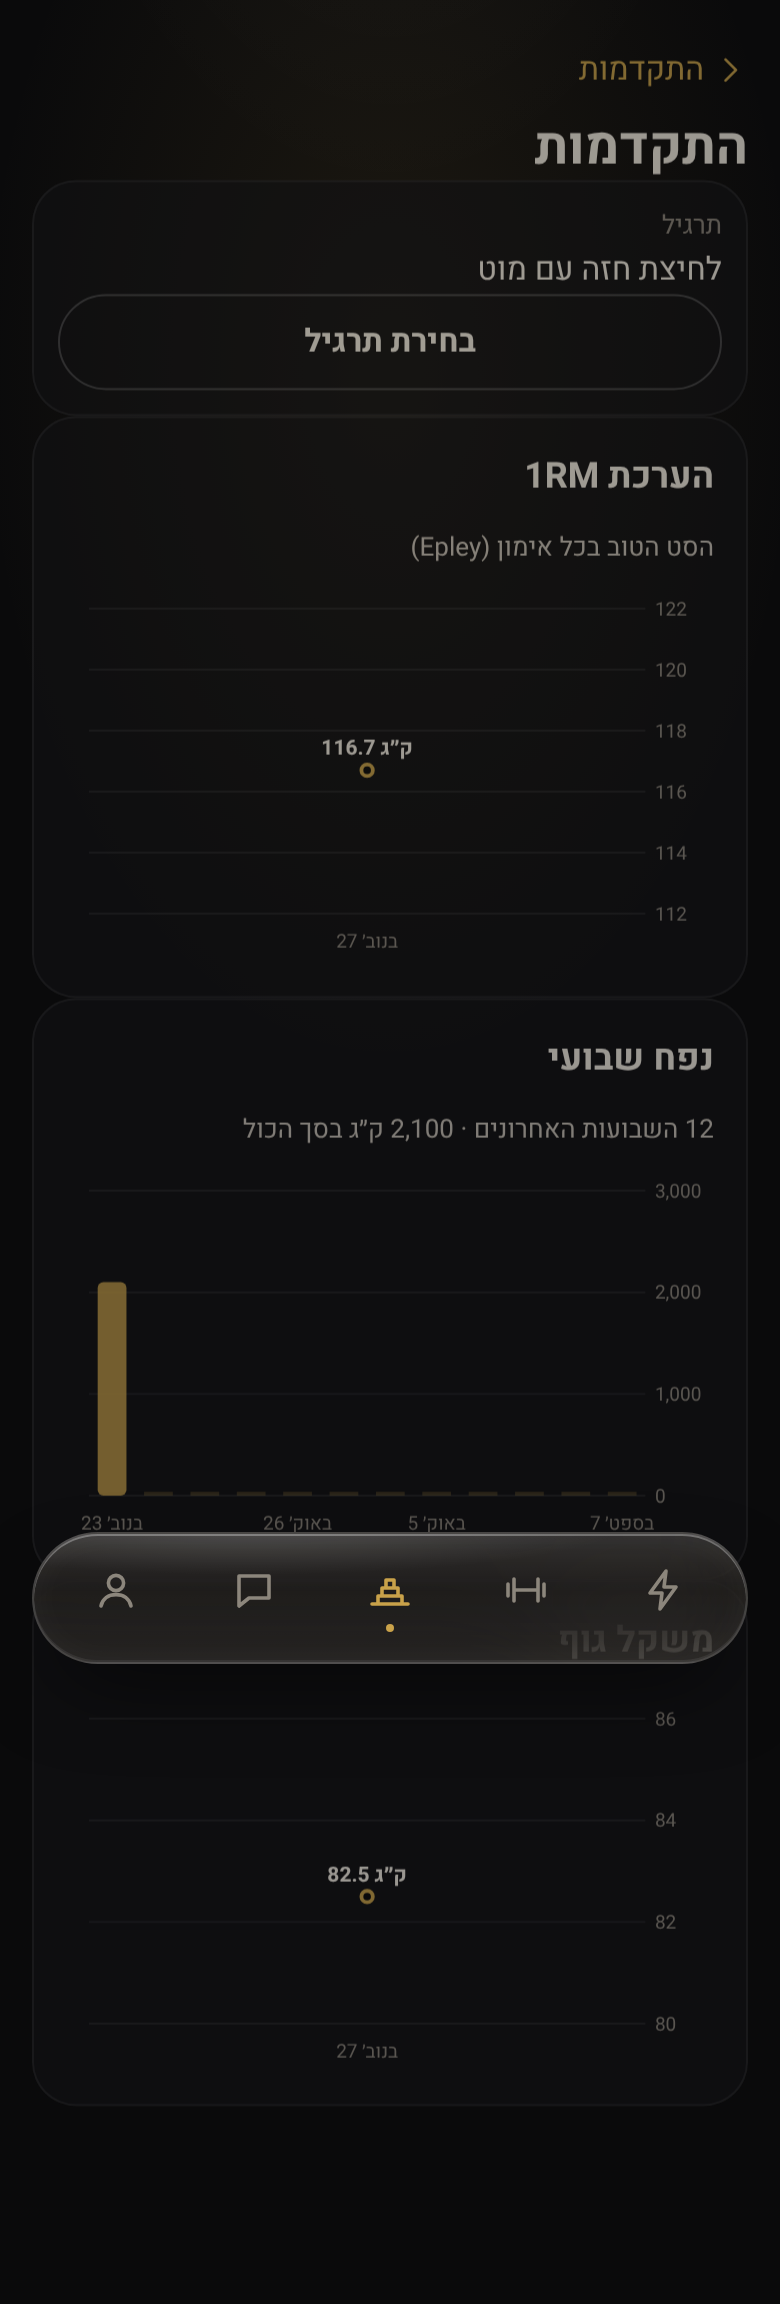 התקדמות
התקדמות
תרגיל
לחיצת חזה עם מוט
בחירת תרגיל
הערכת 1RM
הסט הטוב בכל אימון (Epley)
122
120
118
116.7 ק״ג
116
114
112
27 בנוב׳
נפח שבועי
12 השבועות האחרונים · 2,100 ק״ג בסך הכול
3,000
2,000
1,000
0
7 בספט׳ 5 באוק׳ 26 באוק׳ 23 בנוב׳
משקל גוף
86
84
82.5 ק״ג
82
80
27 בנוב׳